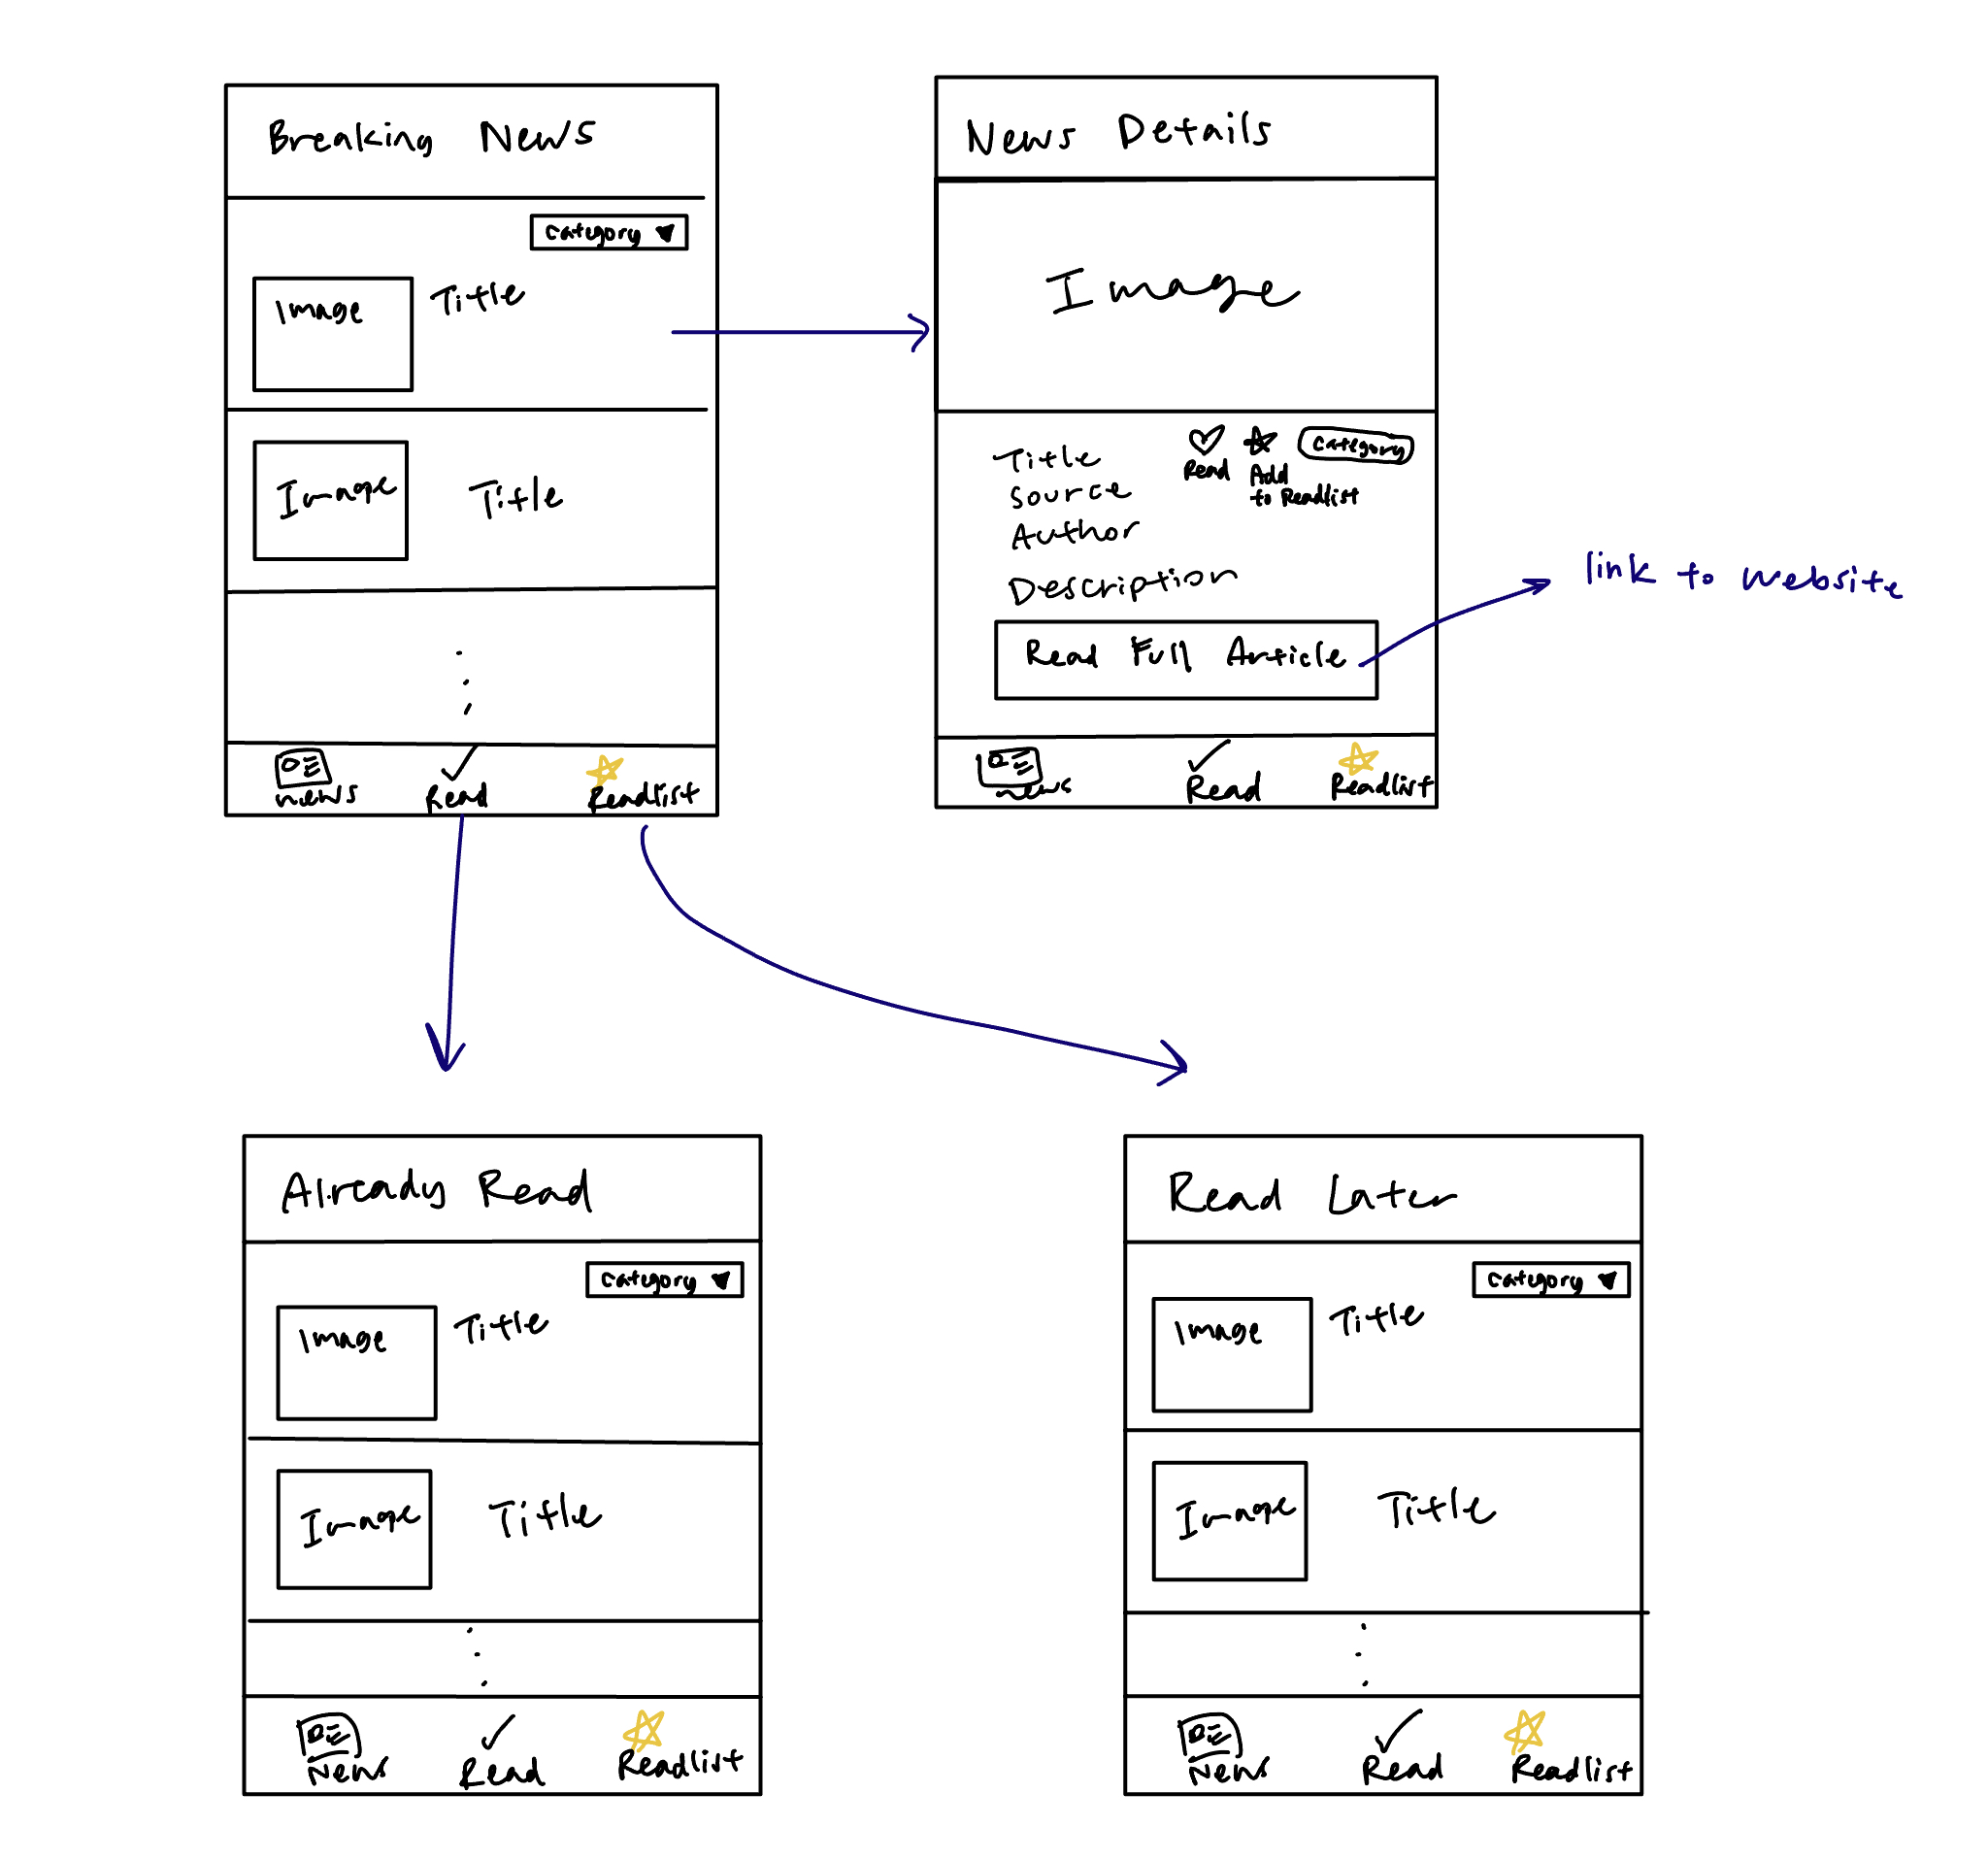 Breaking News
category
Image
Title
Image
Title
news
Read
Readlist
News Details
Image
Title
Read
Add
to Readlist
category
Source
Author
Description
Read Full Article
link to website
news
Read
Readlist
Already Read
category
Image
Title
Image
Title
News
Read
Readlist
Read Later
category
Image
Title
Image
Title
News
Read
Readlist